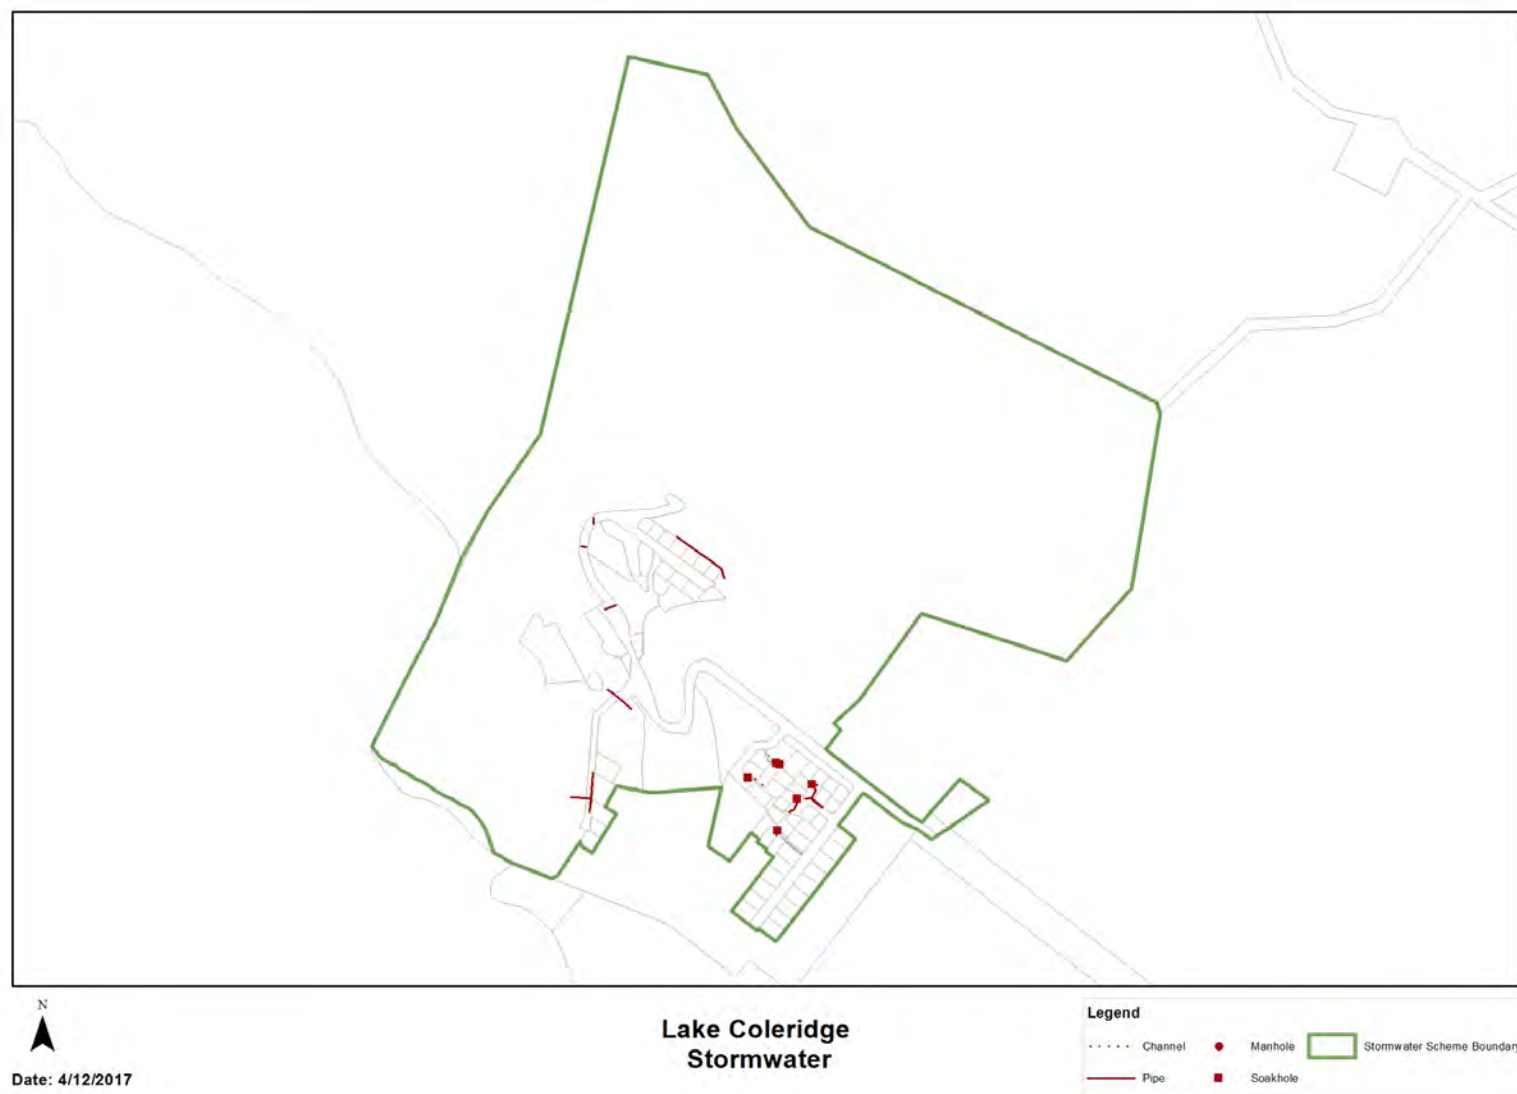 N
Date: 4/12/2017
Lake Coleridge
Stormwater
Legend
Channel
Manhole
Stormwater Scheme Boundary
Pipe
Soakhole